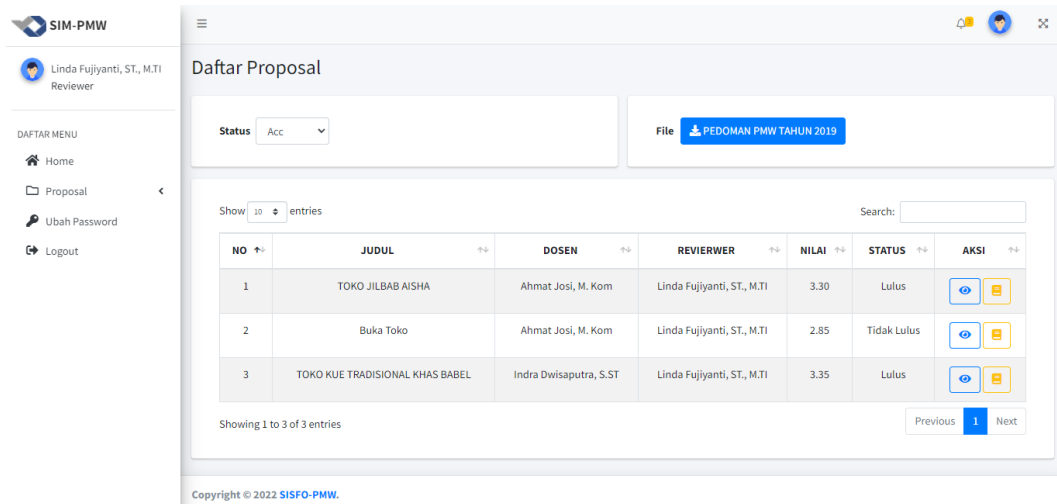 SIM-PMW
Linda Fujiyanti, ST., M.TI
Reviewer
DAFTAR MENU
Home
Proposal
Ubah Password
Logout
Daftar Proposal
Status Acc
File PEDOMAN PMW TAHUN 2019
Show 10 entries Search:
NO JUDUL DOSEN REVIERWER NILAI STATUS AKSI
1 TOKO JILBAB AISHA Ahmat Josi, M. Kom Linda Fujiyanti, ST., M.TI 3.30 Lulus
2 Buka Toko Ahmat Josi, M. Kom Linda Fujiyanti, ST., M.TI 2.85 Tidak Lulus
3 TOKO KUE TRADISIONAL KHAS BABEL Indra Dwisaputra, S.ST Linda Fujiyanti, ST., M.TI 3.35 Lulus
Showing 1 to 3 of 3 entries Previous 1 Next
Copyright © 2022 SISFO-PMW.